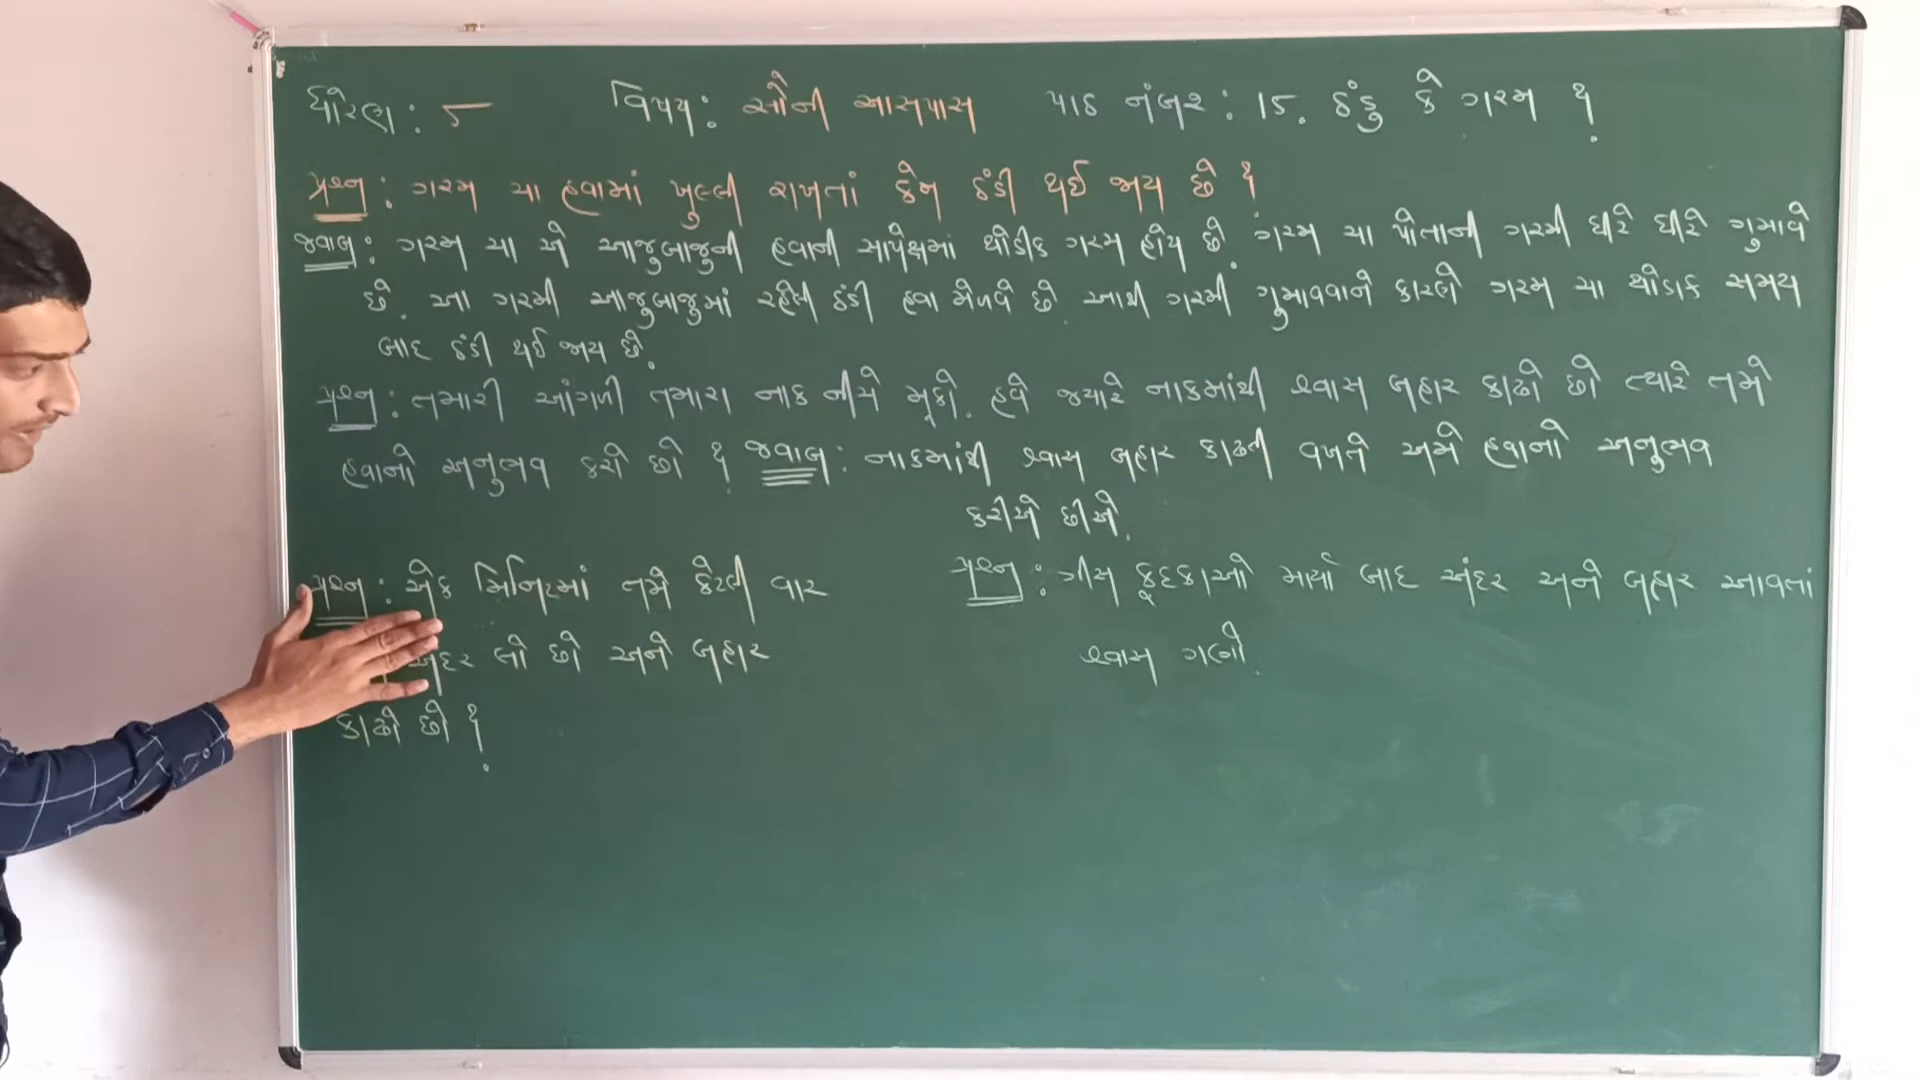 ધોરણ : ૫ વિષય : સૌની આસપાસ પાઠ નંબર : 15. ઠંડુ કે ગરમ ?
પ્રશ્ન : ગરમ ચા હવામાં ખુલ્લી રાખતાં કેમ ઠંડી થઈ જાય છે ?
જવાબ : ગરમ ચા એ આજુબાજુની હવાની સાપેક્ષમાં થોડીક ગરમ હોય છે. ગરમ ચા પોતાની ગરમી ધીરે ધીરે ગુમાવે
છે. આ ગરમી આજુબાજુમાં રહેલી ઠંડી હવા મેળવે છે. આથી ગરમી ગુમાવવાને કારણે ગરમ ચા થોડાક સમય
બાદ ઠંડી થઈ જાય છે.
પ્રશ્ન : તમારી આંગળી તમારા નાક નીચે મૂકો. હવે જ્યારે નાકમાંથી શ્વાસ બહાર કાઢો છો ત્યારે તમે
હવાનો અનુભવ કરો છો ? જવાબ : નાકમાંથી શ્વાસ બહાર કાઢતી વખતે અમે હવાનો અનુભવ
કરીએ છીએ.
પ્રશ્ન : એક મિનિટમાં તમે કેટલી વાર
અંદર લો છો અને બહાર
કાઢો છો ?
પ્રશ્ન : ત્રીસ કૂદકાઓ માર્યા બાદ અંદર અને બહાર આવતાં
શ્વાસ ગણો.